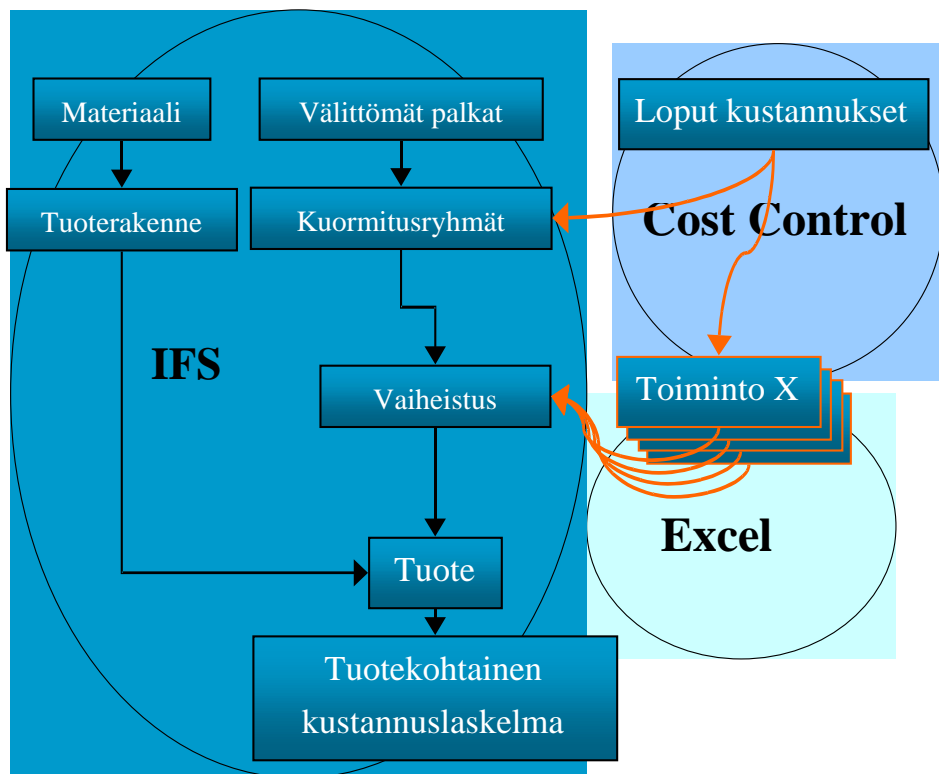 Materiaali
Välittömät palkat
Loput kustannukset
Tuoterakenne
Kuormitusryhmät
Cost Control
IFS
Vaiheistus
Toiminto X
Excel
Tuote
Tuotekohtainen
kustannuslaskelma